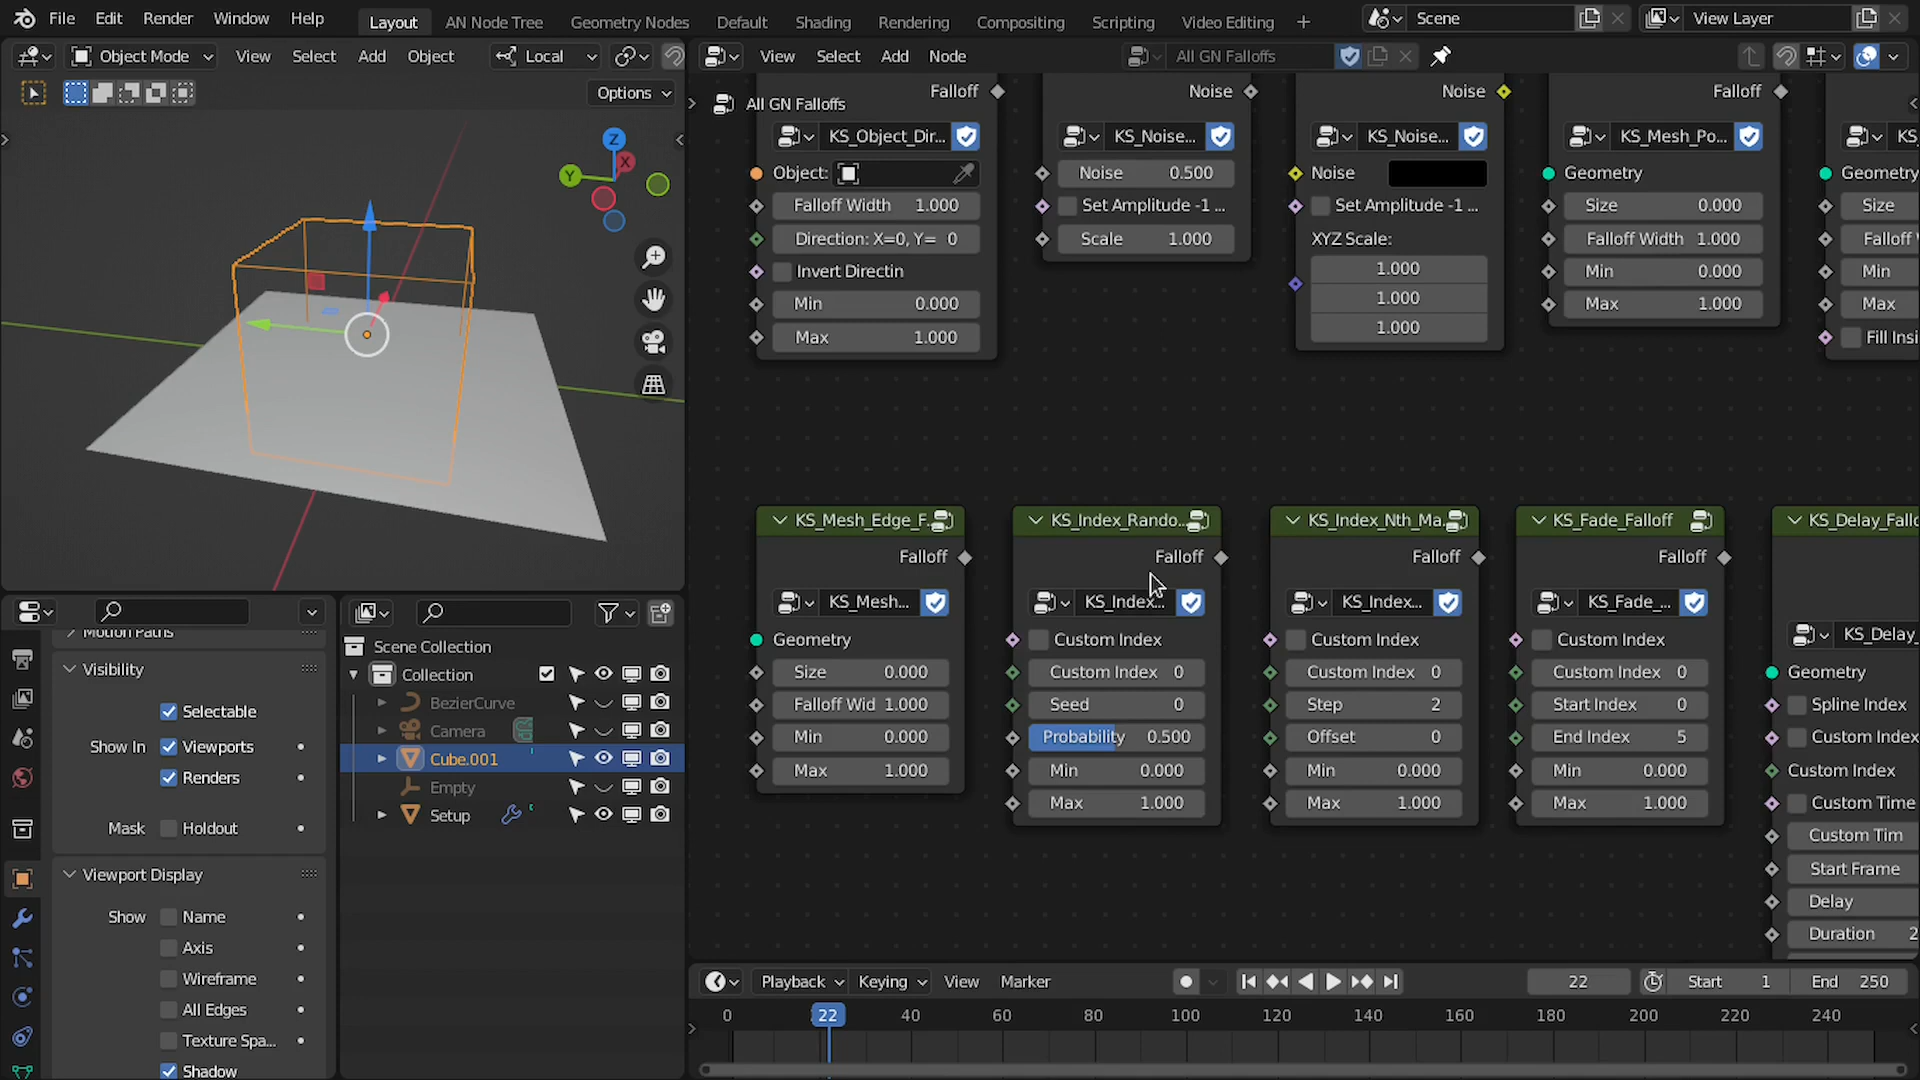 File Edit Render Window Help Layout AN Node Tree Geometry Nodes Default Shading Rendering Compositing Scripting Video Editing + Scene View Layer
Object Mode View Select Add Object Local View Select Add Node All GN Falloffs
Options
All GN Falloffs
Falloff
KS_Object_Dir...
Object:
Falloff Width 1.000
Direction: X=0, Y= 0
Invert Directin
Min 0.000
Max 1.000
Noise
KS_Noise...
Noise 0.500
Set Amplitude -1 ...
Scale 1.000
Noise
KS_Noise...
Noise
Set Amplitude -1 ...
XYZ Scale:
1.000
1.000
1.000
Falloff
KS_Mesh_Po...
Geometry
Size 0.000
Falloff Width 1.000
Min 0.000
Max 1.000
KS
Geometry
Size
Falloff
Min
Max
Fill Insi
Z
X
Y
KS_Mesh_Edge_F...
Falloff
KS_Mesh...
Geometry
Size 0.000
Falloff Wid 1.000
Min 0.000
Max 1.000
KS_Index_Rando...
Falloff
KS_Index...
Custom Index
Custom Index 0
Seed 0
Probability 0.500
Min 0.000
Max 1.000
KS_Index_Nth_Ma...
Falloff
KS_Index...
Custom Index
Custom Index 0
Step 2
Offset 0
Min 0.000
Max 1.000
KS_Fade_Falloff
Falloff
KS_Fade_...
Custom Index
Custom Index 0
Start Index 0
End Index 5
Min 0.000
Max 1.000
KS_Delay_Fallo
KS_Delay_
Geometry
Spline Index
Custom Index
Custom Index
Custom Time
Custom Tim
Start Frame
Delay
Duration 2
Motion Paths
Visibility
Selectable
Show In Viewports
Renders
Mask Holdout
Viewport Display
Show Name
Axis
Wireframe
All Edges
Texture Spa...
Shadow
Scene Collection
Collection
BezierCurve
Camera
Cube.001
Empty
Setup
Playback Keying View Marker 22 Start 1 End 250
0 22 40 60 80 100 120 140 160 180 200 220 240